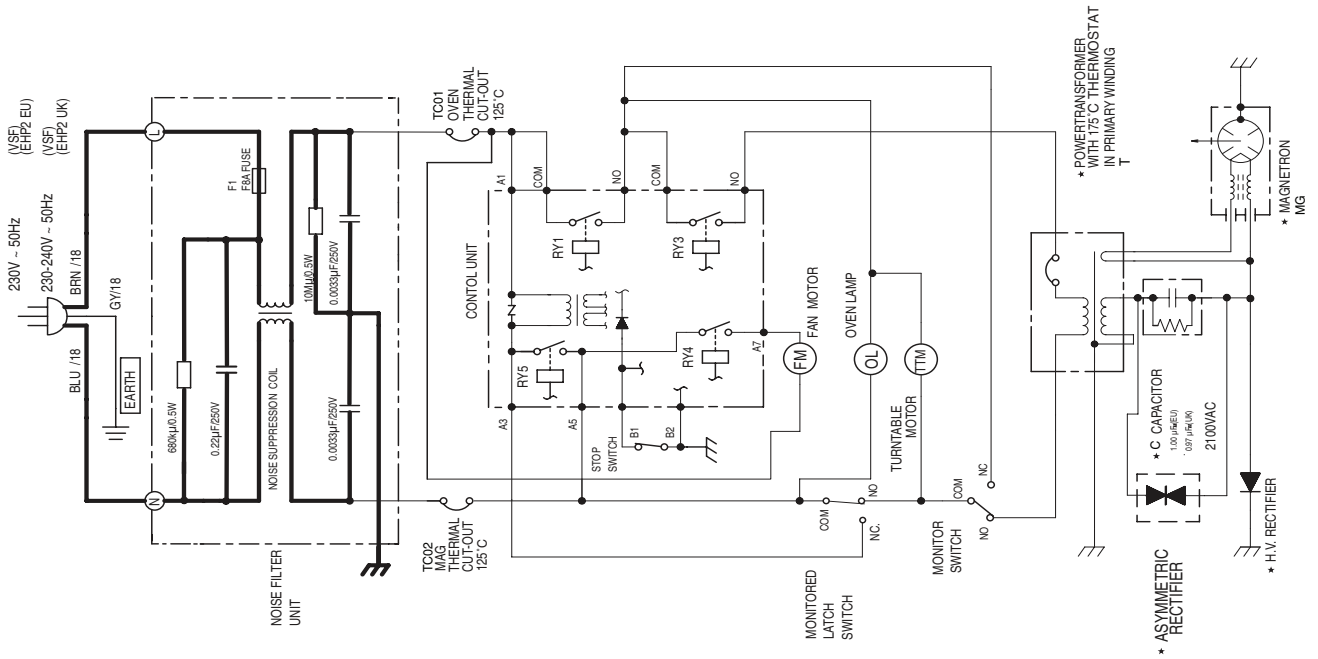 230V ~ 50Hz
(VSF)
(EHP2 EU)
230-240V ~ 50Hz
(VSF)
(EHP2 UK)
BLU /18
BRN /18
GY/18
EARTH
N
L
F1
F8A FUSE
680kµ/0.5W
0.22µF/250V
NOISE SUPPRESSION COIL
10Mµ/0.5W
0.0033µF/250V
0.0033µF/250V
NOISE FILTER
UNIT
TC02
MAG
THERMAL
CUT-OUT
125°C
TC01
OVEN
THERMAL
CUT-OUT
125°C
CONTOL UNIT
A1
COM
NO
COM
NO
A3
A5
B1
B2
A7
RY1
RY3
RY5
RY4
STOP
SWITCH
FM
FAN MOTOR
OL
OVEN LAMP
TTM
TURNTABLE
MOTOR
COM
NO
NC.
MONITORED
LATCH
SWITCH
COM
NC
NO
MONITOR
SWITCH
★ POWERTRANSFORMER
WITH 175°C THERMOSTAT
IN PRIMARY WINDING
T
★ C CAPACITOR
2100VAC
★ ASYMMETRIC
RECTIFIER
★ H.V. RECTIFIER
★ MAGNETRON
MG